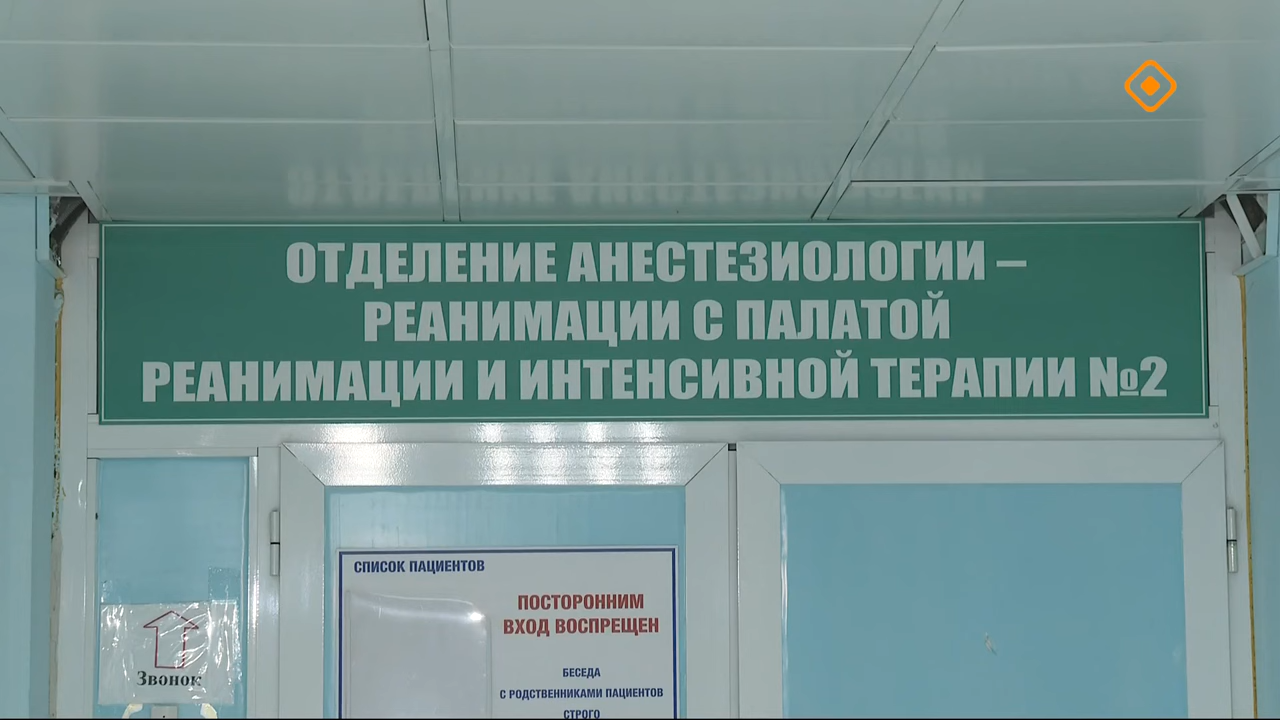 ОТДЕЛЕНИЕ АНЕСТЕЗИОЛОГИИ –
РЕАНИМАЦИИ С ПАЛАТОЙ
РЕАНИМАЦИИ И ИНТЕНСИВНОЙ ТЕРАПИИ №2
СПИСОК ПАЦИЕНТОВ
ПОСТОРОННИМ
ВХОД ВОСПРЕЩЕН
БЕСЕДА
С РОДСТВЕННИКАМИ ПАЦИЕНТОВ
СТРОГО
Звонок